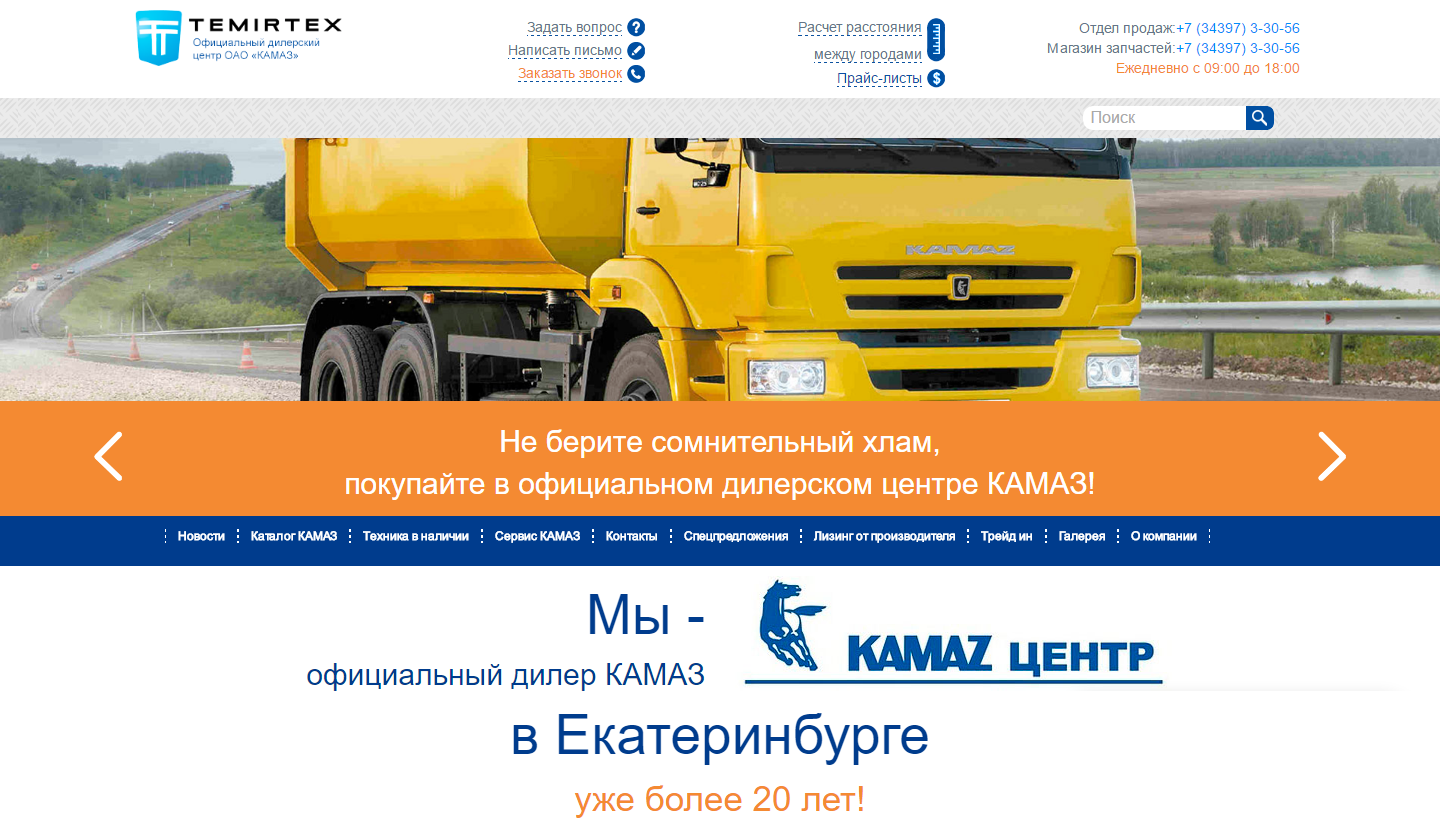 TEMIRTEX
Официальный дилерский
центр ОАО «КАМАЗ»
Задать вопрос
Написать письмо
Заказать звонок
Расчет расстояния
между городами
Прайс-листы
Отдел продаж:+7 (34397) 3-30-56
Магазин запчастей:+7 (34397) 3-30-56
Ежедневно с 09:00 до 18:00
Поиск
KAMAZ
Не берите сомнительный хлам,
покупайте в официальном дилерском центре КАМАЗ!
Новости Каталог КАМАЗ Техника в наличии Сервис КАМАЗ Контакты Спецпредложения Лизинг от производителя Трейд ин Галерея О компании
Мы -
официальный дилер КАМАЗ
KAMAZ ЦЕНТР
в Екатеринбурге
уже более 20 лет!